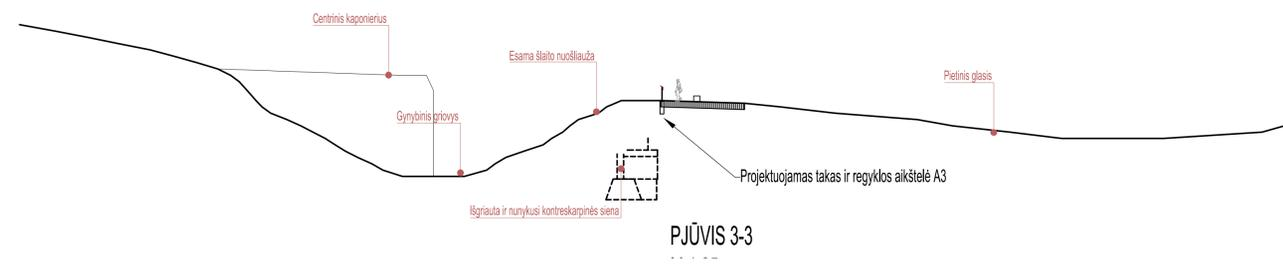 Centrinis kaponierius
Esama šlaito nuošliauža
Pietinis glasis
Gynybinis griovys
Projektuojamas takas ir regyklos aikštelė A3
Išgriauta ir nunykusi kontreskarpinės siena
PJŪVIS 3-3